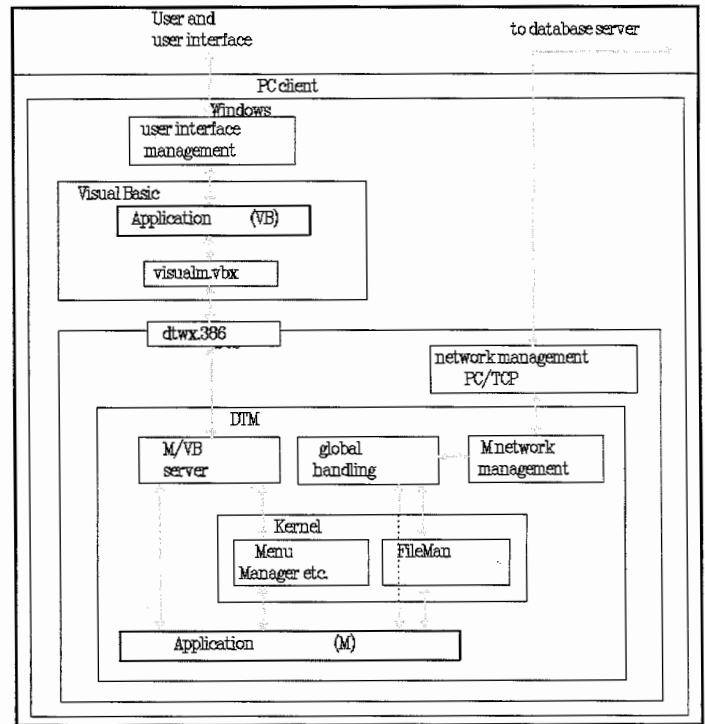 User and
user interface
to database server
PC client
Windows
user interface
management
Visual Basic
Application (VB)
visualm.vbx
dtwx.386
network management
PC/TCP
DTM
M/VB
server
global
handling
M network
management
Kernel
Menu
Manager etc.
FileMan
Application (M)